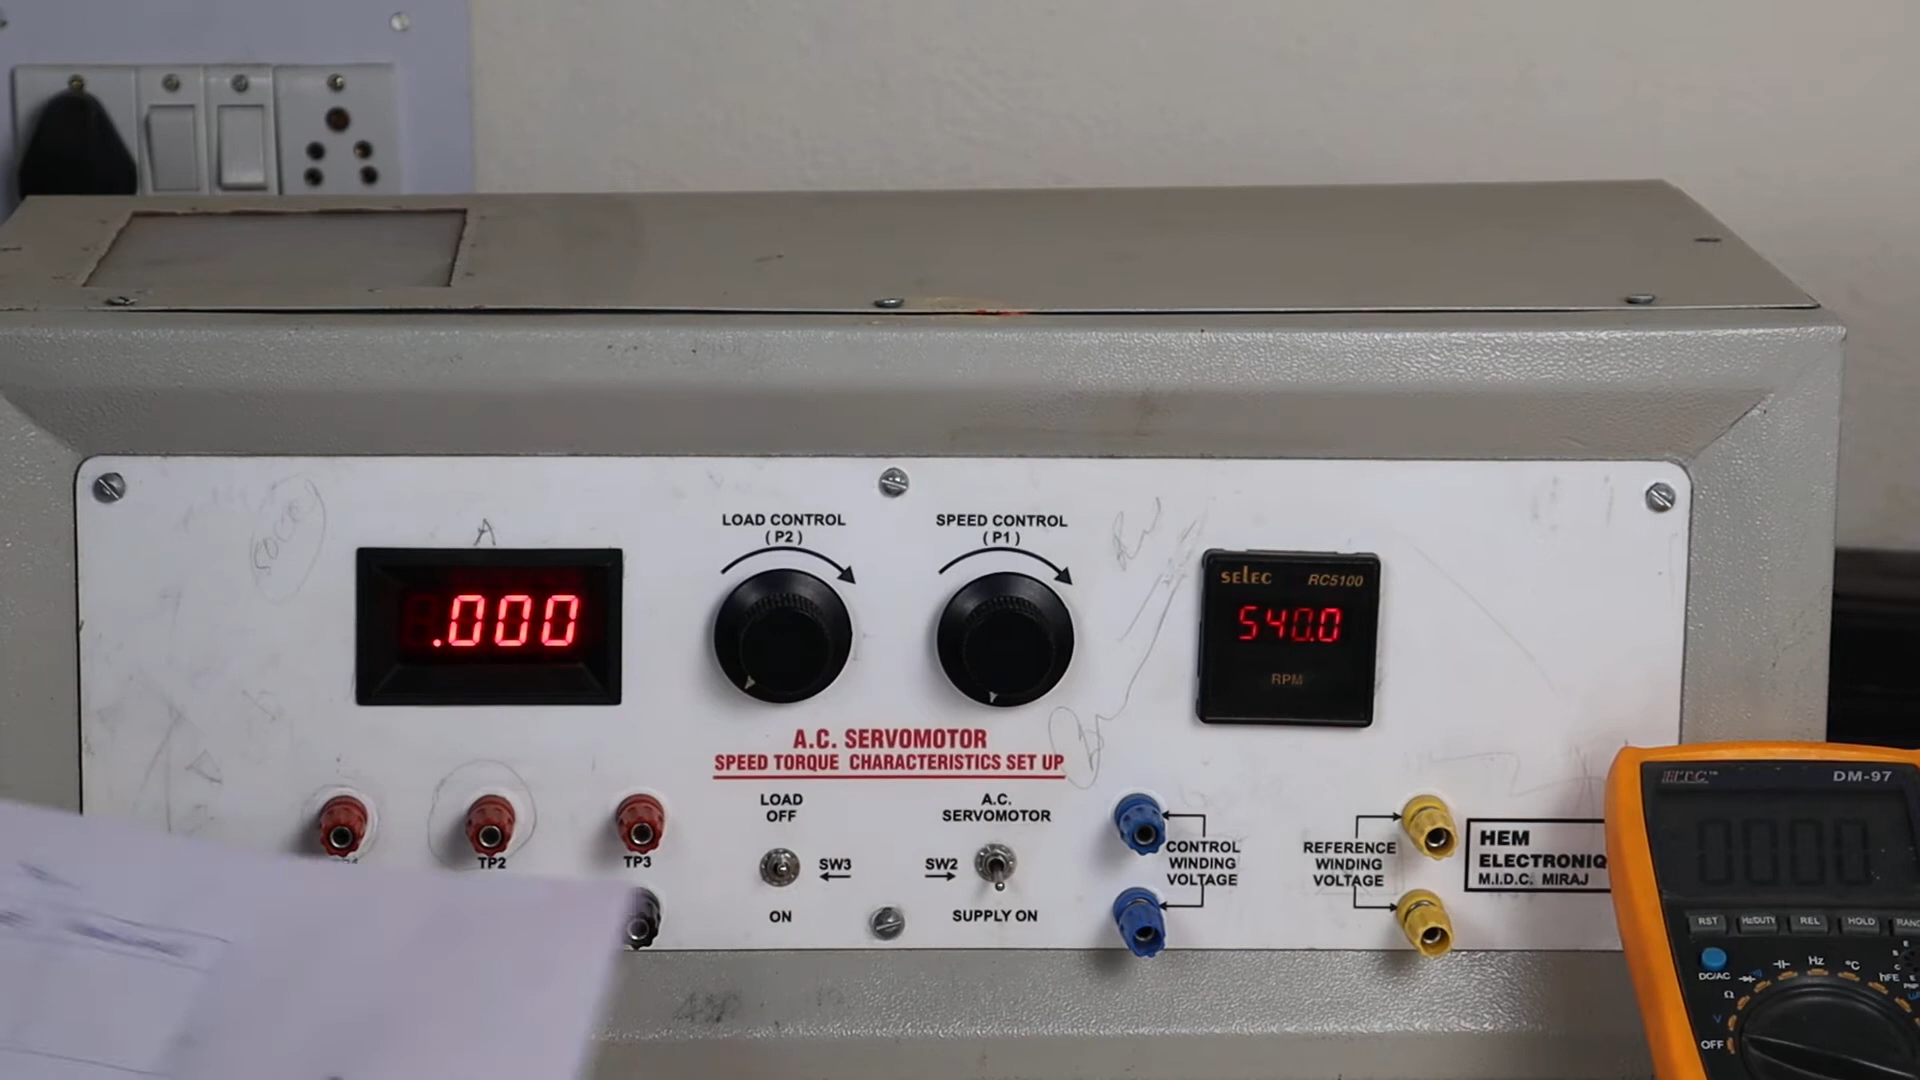 A
.000
LOAD CONTROL
( P2 )
SPEED CONTROL
( P1 )
selec RC5100
540.0
RPM
A.C. SERVOMOTOR
SPEED TORQUE CHARACTERISTICS SET UP
LOAD
OFF
SW3
ON
A.C.
SERVOMOTOR
SW2
SUPPLY ON
TP2
TP3
CONTROL
WINDING
VOLTAGE
REFERENCE
WINDING
VOLTAGE
HEM
ELECTRONIQ
M.I.D.C. MIRAJ
DM-97
0000
RST
Hz/DUTY
REL
HOLD
RANG
DC/AC
Hz
°C
hFE
Ω
V
OFF